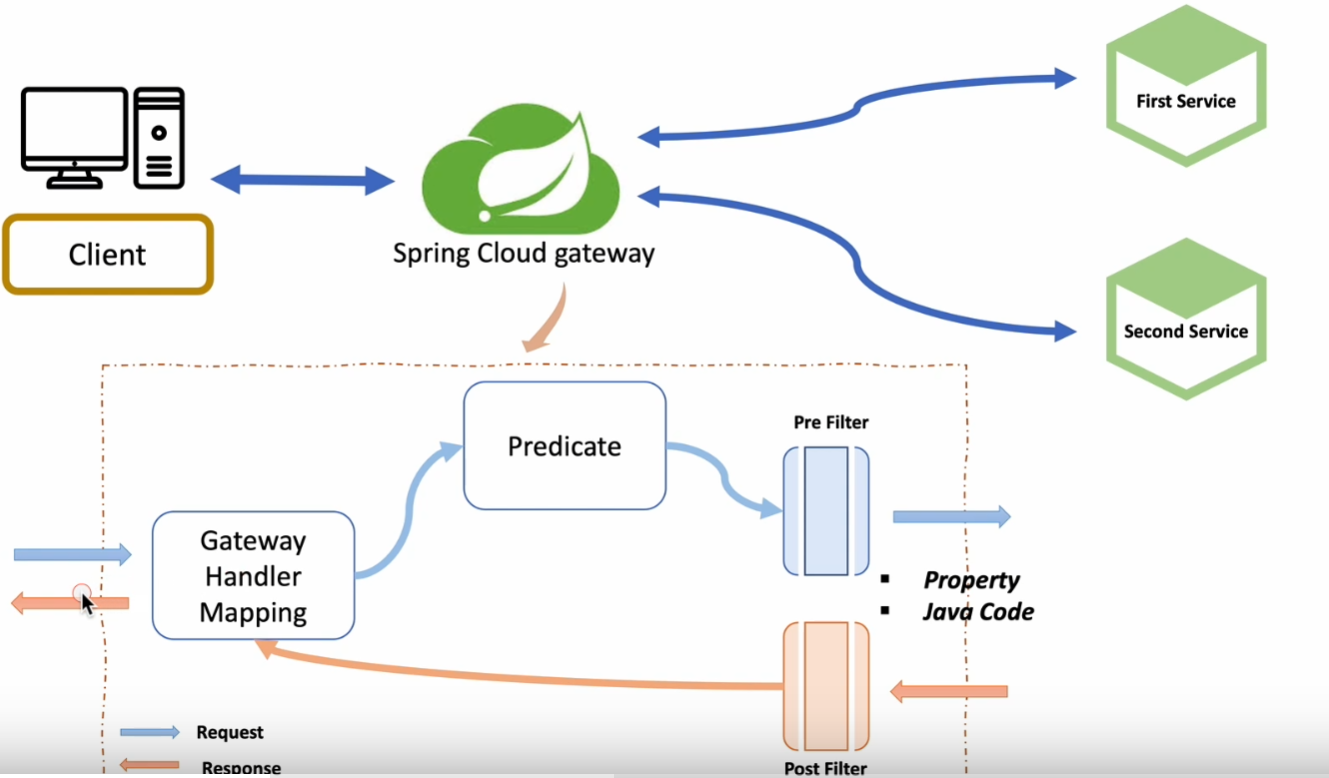 First Service
Client
Spring Cloud gateway
Second Service
Predicate
Pre Filter
Gateway
Handler
Mapping
Property
Java Code
Request
Response
Post Filter